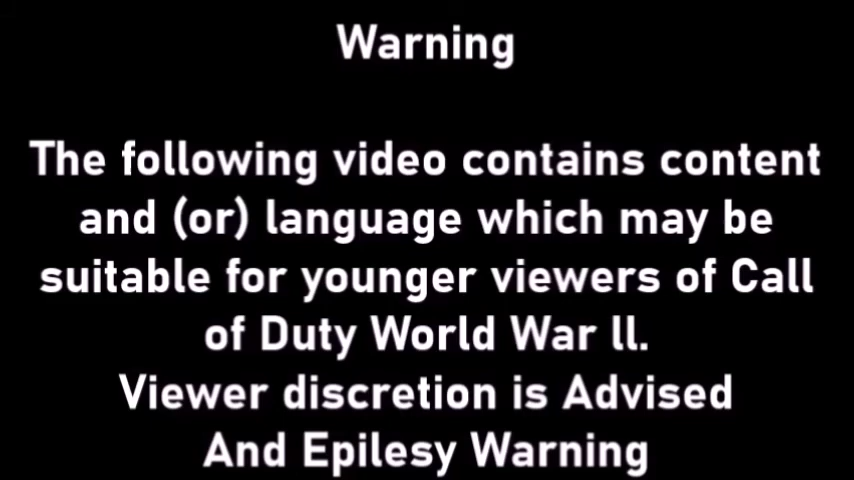 Warning
The following video contains content
and (or) language which may be
suitable for younger viewers of Call
of Duty World War ll.
Viewer discretion is Advised
And Epilesy Warning